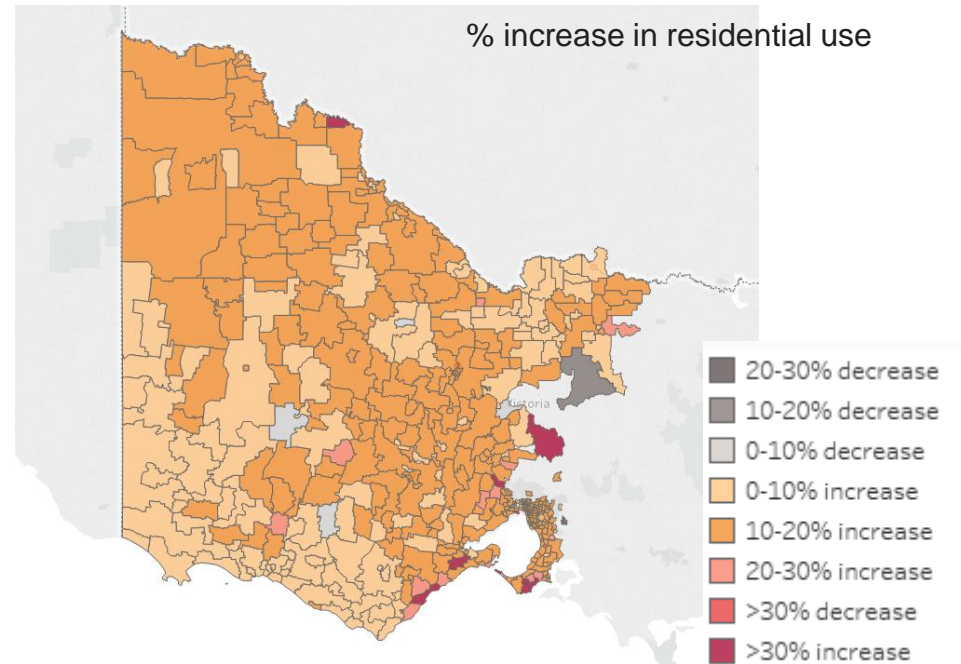 % increase in residential use
Victoria
20-30% decrease
10-20% decrease
0-10% decrease
0-10% increase
10-20% increase
20-30% increase
>30% decrease
>30% increase